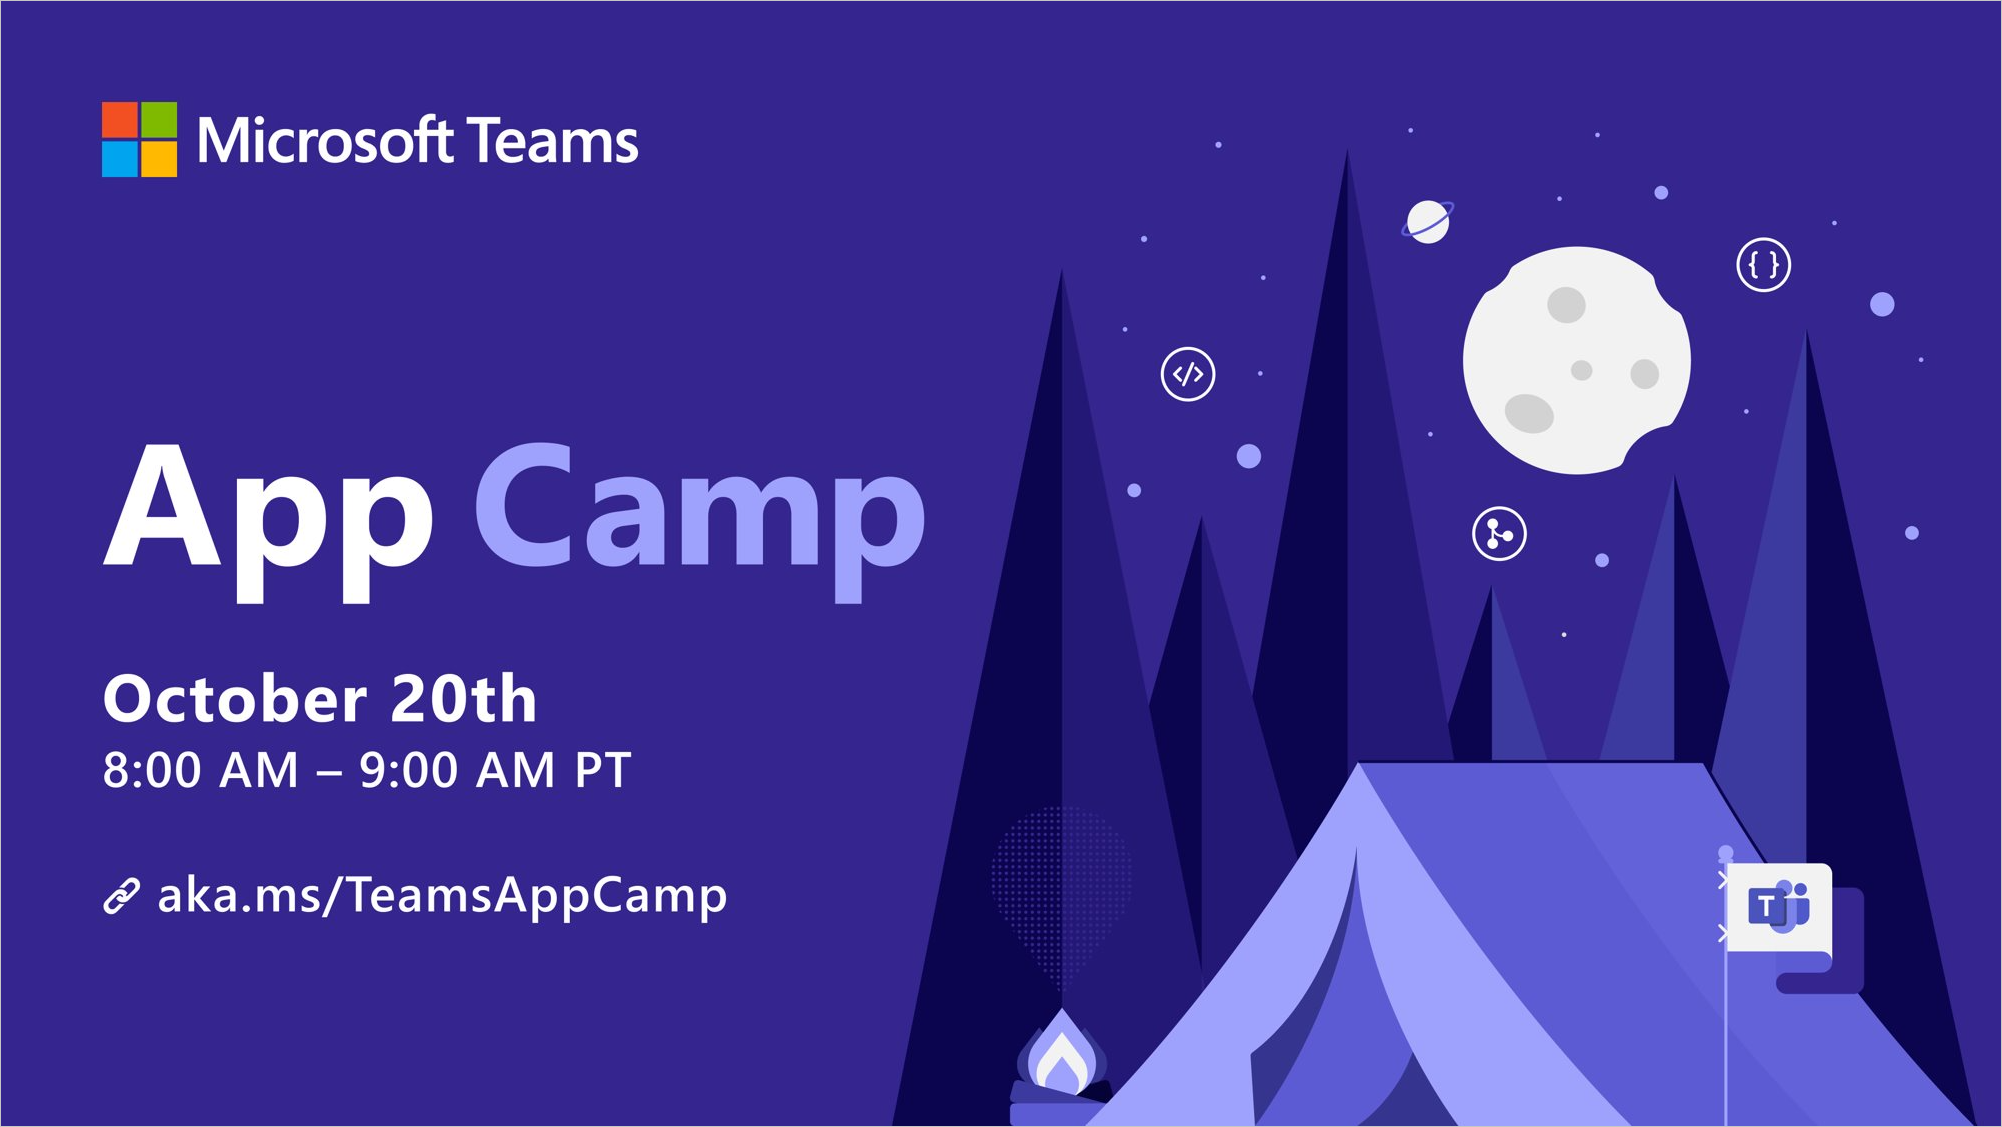 Microsoft Teams
App Camp
October 20th
8:00 AM – 9:00 AM PT
aka.ms/TeamsAppCamp
</>
{ }
T